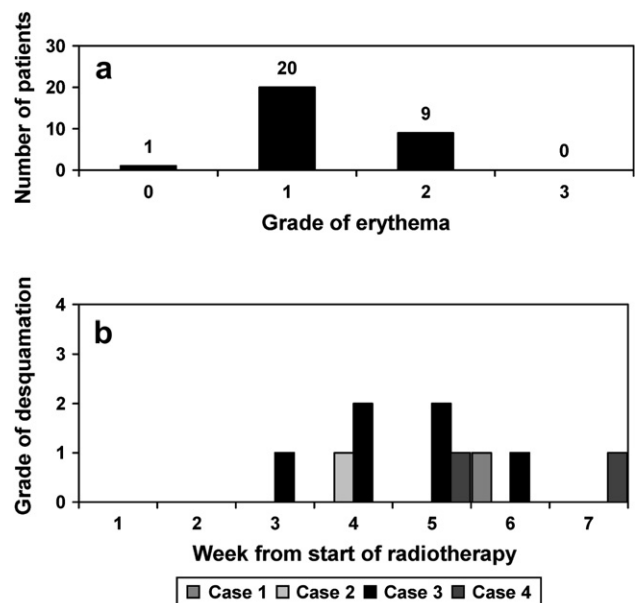 a
Number of patients
30
20
10
0
1
20
9
0
0 1 2 3
Grade of erythema
b
Grade of desquamation
4
3
2
1
0
1 2 3 4 5 6 7
Week from start of radiotherapy
Case 1 Case 2 Case 3 Case 4